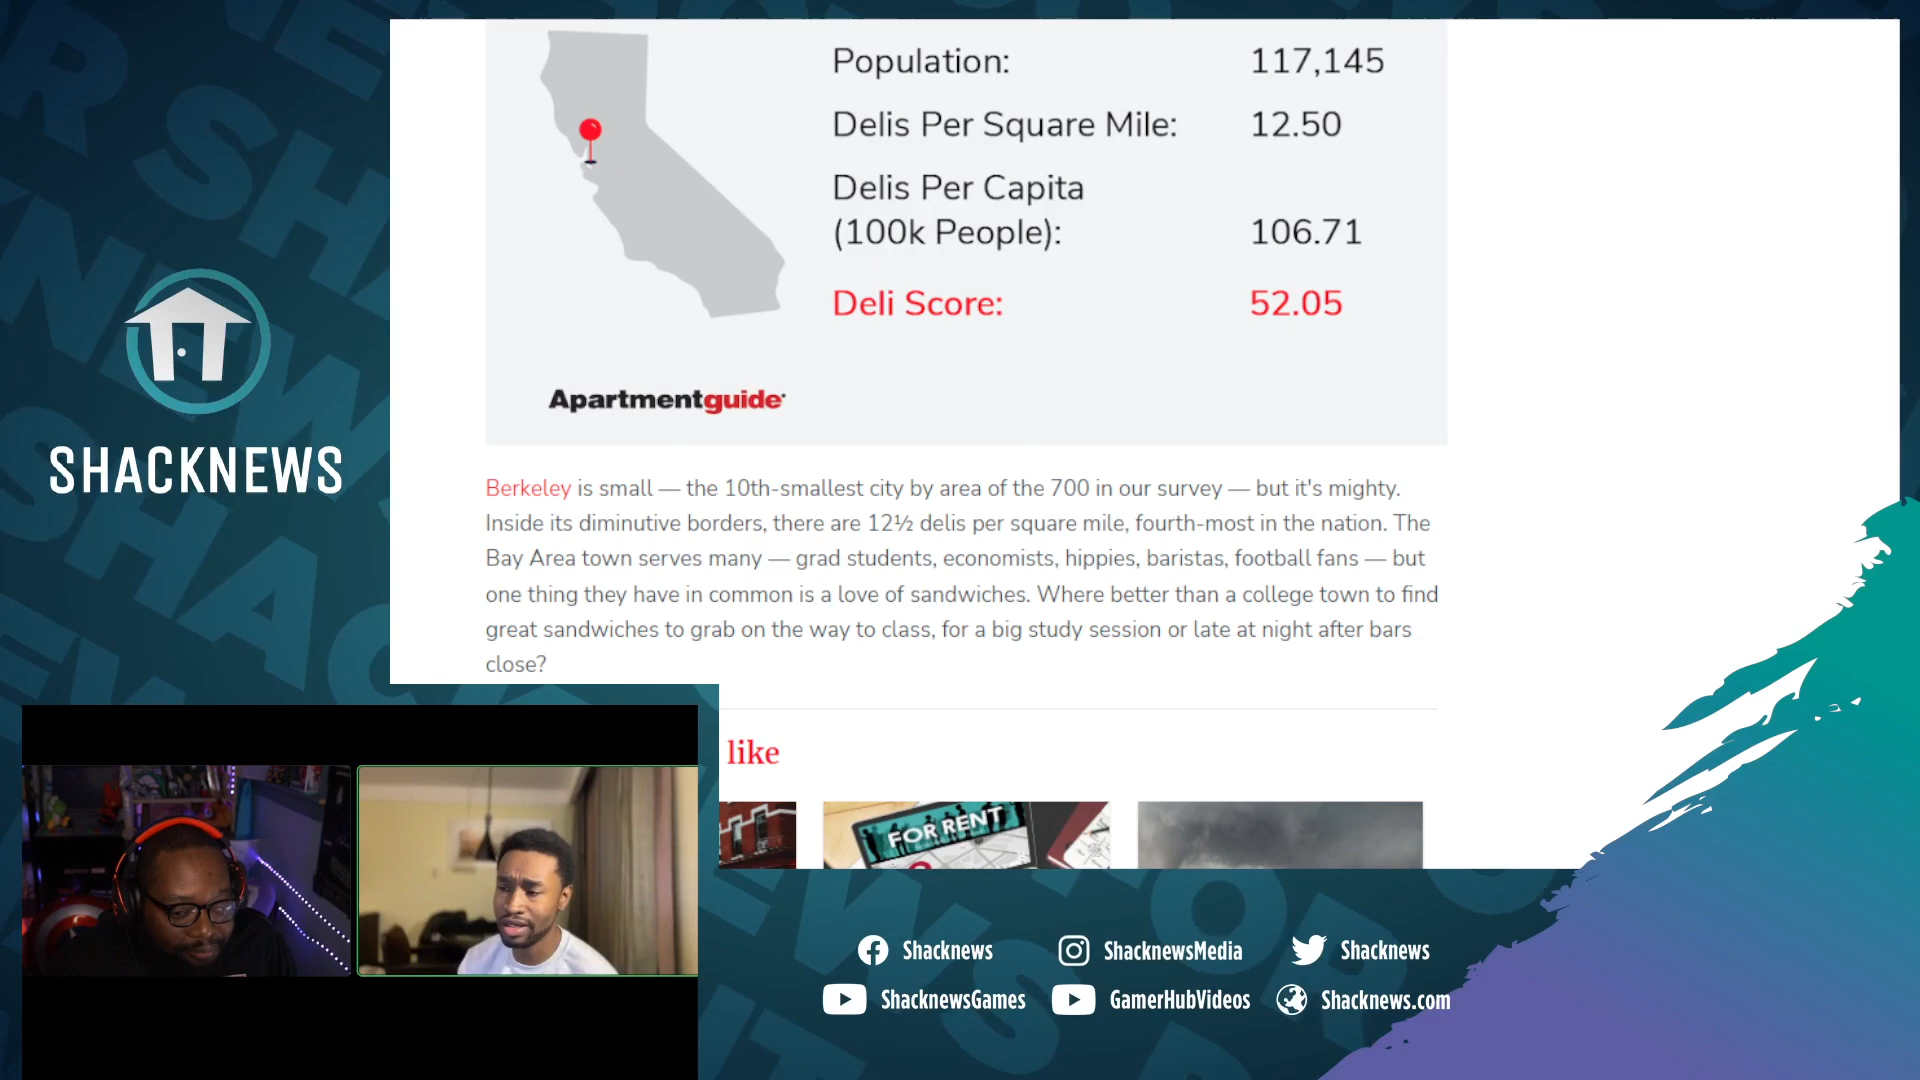 Population: 117,145
Delis Per Square Mile: 12.50
Delis Per Capita
(100k People): 106.71
Deli Score: 52.05
Apartmentguide
SHACKNEWS
Berkeley is small — the 10th-smallest city by area of the 700 in our survey — but it's mighty.
Inside its diminutive borders, there are 12½ delis per square mile, fourth-most in the nation. The
Bay Area town serves many — grad students, economists, hippies, baristas, football fans — but
one thing they have in common is a love of sandwiches. Where better than a college town to find
great sandwiches to grab on the way to class, for a big study session or late at night after bars
close?
like
FOR RENT
Shacknews ShacknewsMedia Shacknews
ShacknewsGames GamerHubVideos Shacknews.com